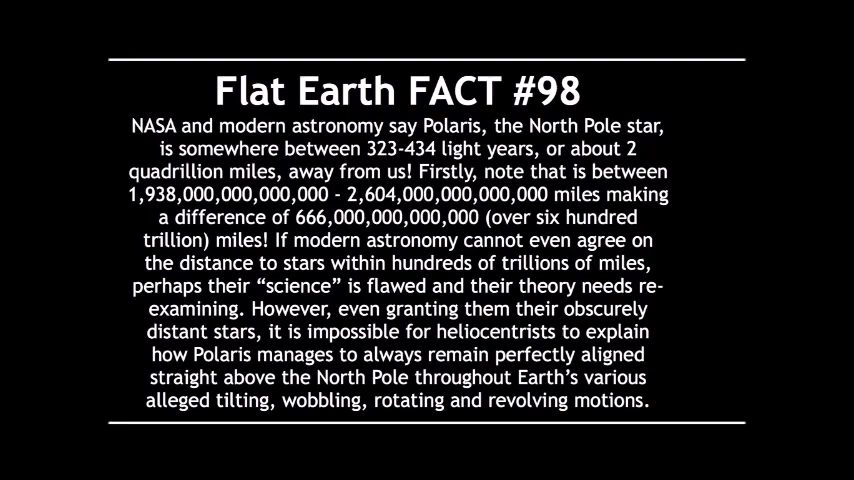 Flat Earth FACT #98
NASA and modern astronomy say Polaris, the North Pole star,
is somewhere between 323-434 light years, or about 2
quadrillion miles, away from us! Firstly, note that is between
1,938,000,000,000,000 - 2,604,000,000,000,000 miles making
a difference of 666,000,000,000,000 (over six hundred
trillion) miles! If modern astronomy cannot even agree on
the distance to stars within hundreds of trillions of miles,
perhaps their “science” is flawed and their theory needs re-
examining. However, even granting them their obscurely
distant stars, it is impossible for heliocentrists to explain
how Polaris manages to always remain perfectly aligned
straight above the North Pole throughout Earth’s various
alleged tilting, wobbling, rotating and revolving motions.